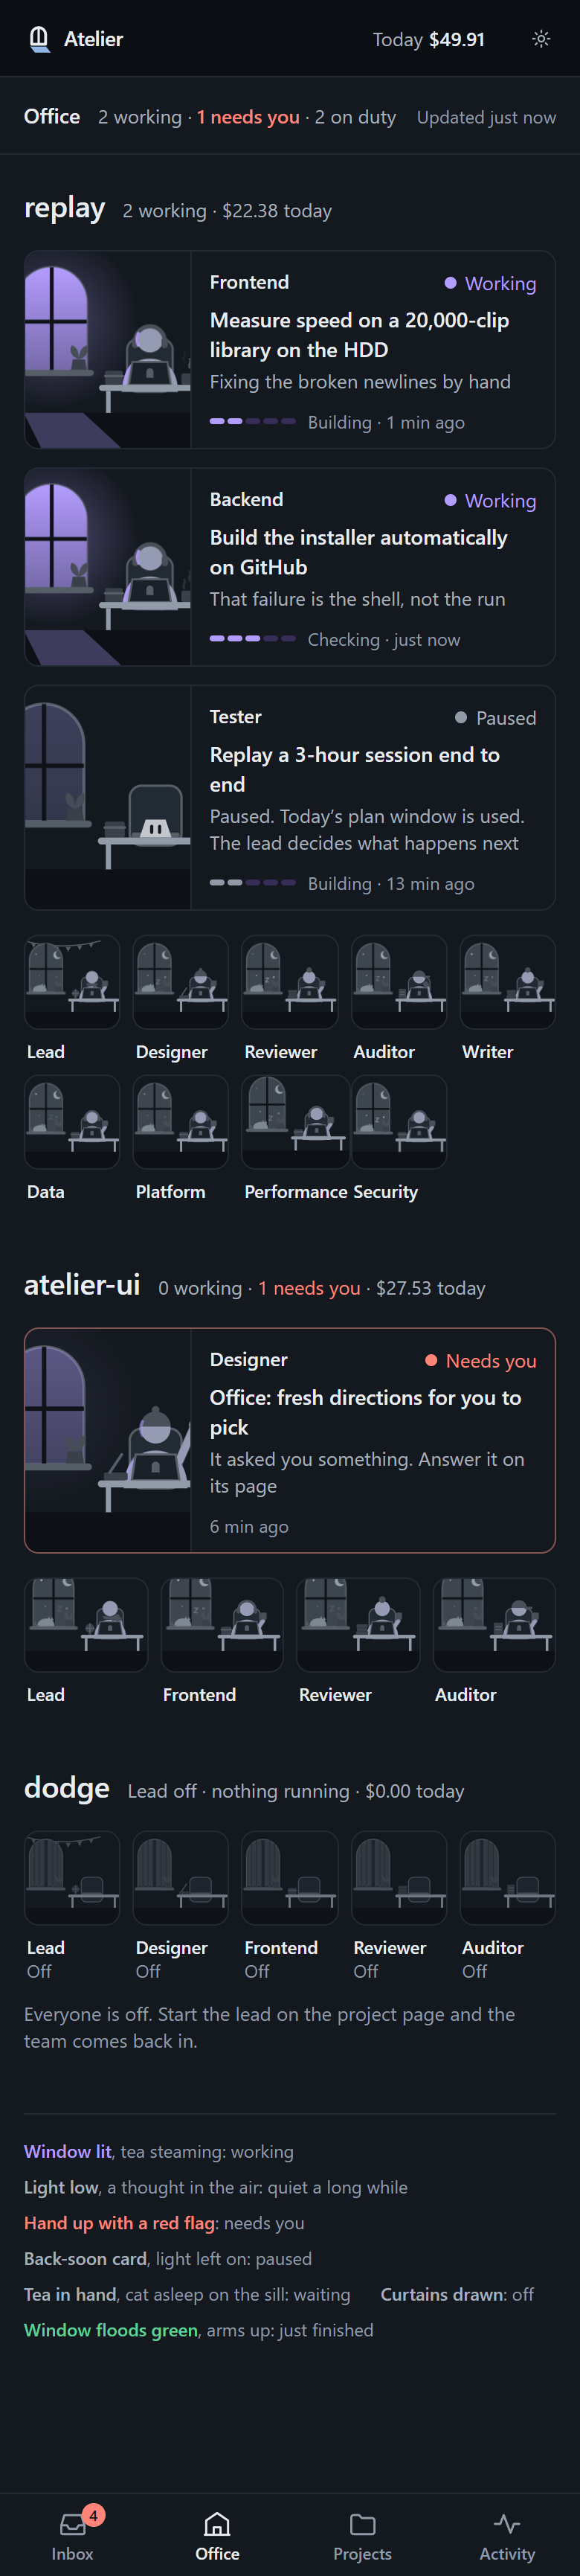 Atelier
Today $49.91
Office 2 working · 1 needs you · 2 on duty Updated just now
replay 2 working · $22.38 today
Frontend Working
Measure speed on a 20,000-clip
library on the HDD
Fixing the broken newlines by hand
Building · 1 min ago
Backend Working
Build the installer automatically
on GitHub
That failure is the shell, not the run
Checking · just now
Tester Paused
Replay a 3-hour session end to
end
Paused. Today’s plan window is used.
The lead decides what happens next
Building · 13 min ago
Lead Designer Reviewer Auditor Writer
Data Platform Performance Security
atelier-ui 0 working · 1 needs you · $27.53 today
Designer Needs you
Office: fresh directions for you to
pick
It asked you something. Answer it on
its page
6 min ago
Lead Frontend Reviewer Auditor
dodge Lead off · nothing running · $0.00 today
Lead Designer Frontend Reviewer Auditor
Off Off Off Off Off
Everyone is off. Start the lead on the project page and the
team comes back in.
Window lit, tea steaming: working
Light low, a thought in the air: quiet a long while
Hand up with a red flag: needs you
Back-soon card, light left on: paused
Tea in hand, cat asleep on the sill: waiting Curtains drawn: off
Window floods green, arms up: just finished
4
Inbox Office Projects Activity